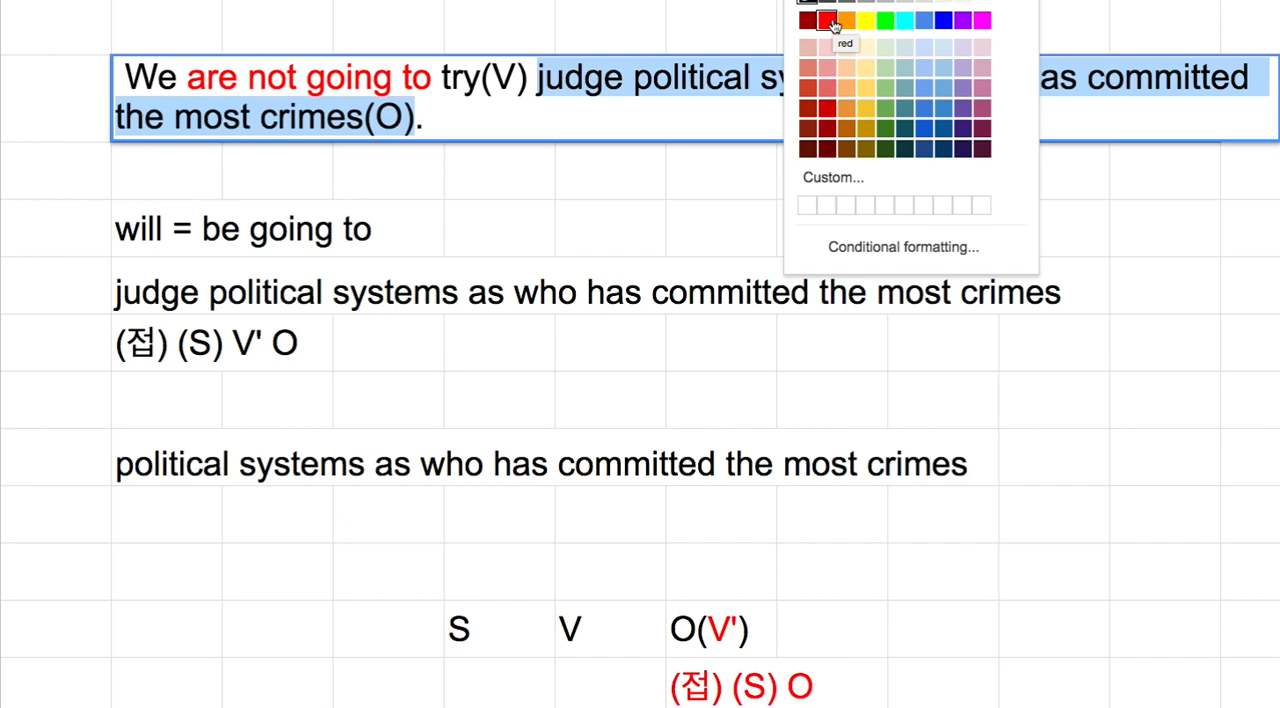 We are not going to try(V) judge political sy as committed
the most crimes(O).
red
Custom...
Conditional formatting...
will = be going to
judge political systems as who has committed the most crimes
(접) (S) V' O
political systems as who has committed the most crimes
S V O(V')
(접) (S) O